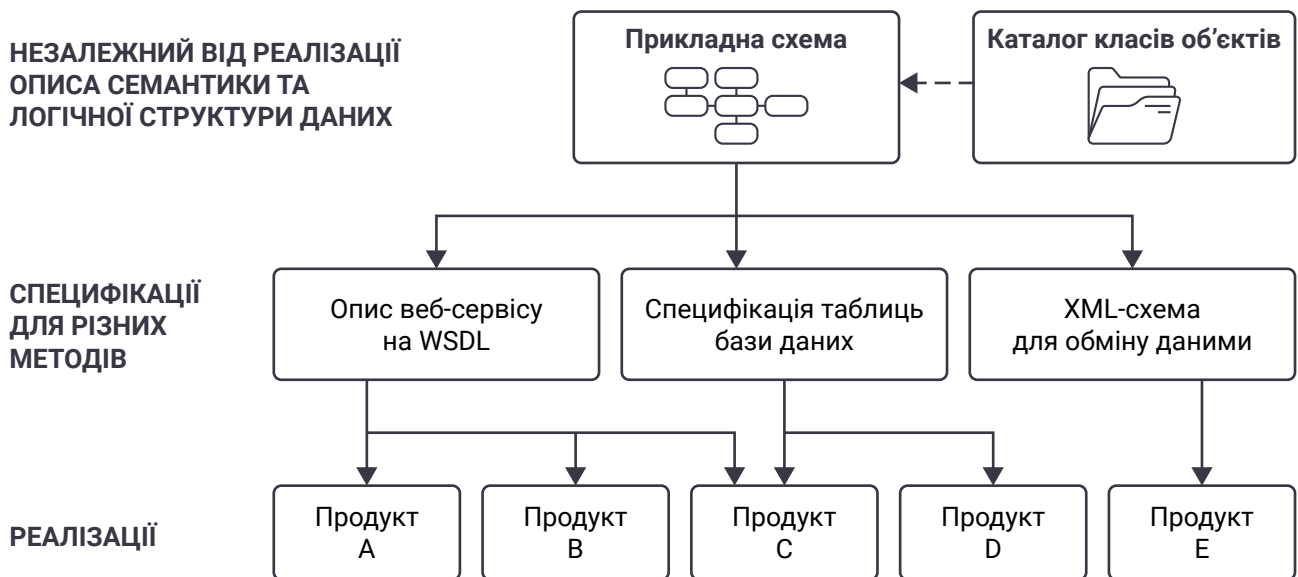 НЕЗАЛЕЖНИЙ ВІД РЕАЛІЗАЦІЇ
ОПИСА СЕМАНТИКИ ТА
ЛОГІЧНОЇ СТРУКТУРИ ДАНИХ
Прикладна схема
Каталог класів об’єктів
СПЕЦИФІКАЦІЇ
ДЛЯ РІЗНИХ
МЕТОДІВ
Опис веб-сервісу
на WSDL
Специфікація таблиць
бази даних
XML-схема
для обміну даними
РЕАЛІЗАЦІЇ
Продукт
A
Продукт
B
Продукт
C
Продукт
D
Продукт
E